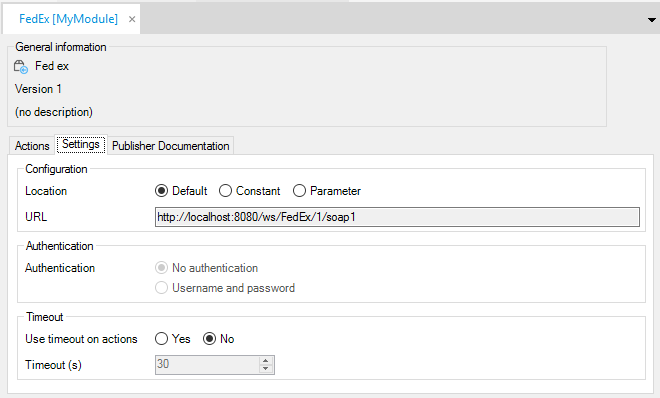 FedEx [MyModule] ×
General information
Fed ex
Version 1
(no description)
Actions Settings Publisher Documentation
Configuration
Location Default Constant Parameter
URL http://localhost:8080/ws/FedEx/1/soap1
Authentication
Authentication No authentication
Username and password
Timeout
Use timeout on actions Yes No
Timeout (s) 30